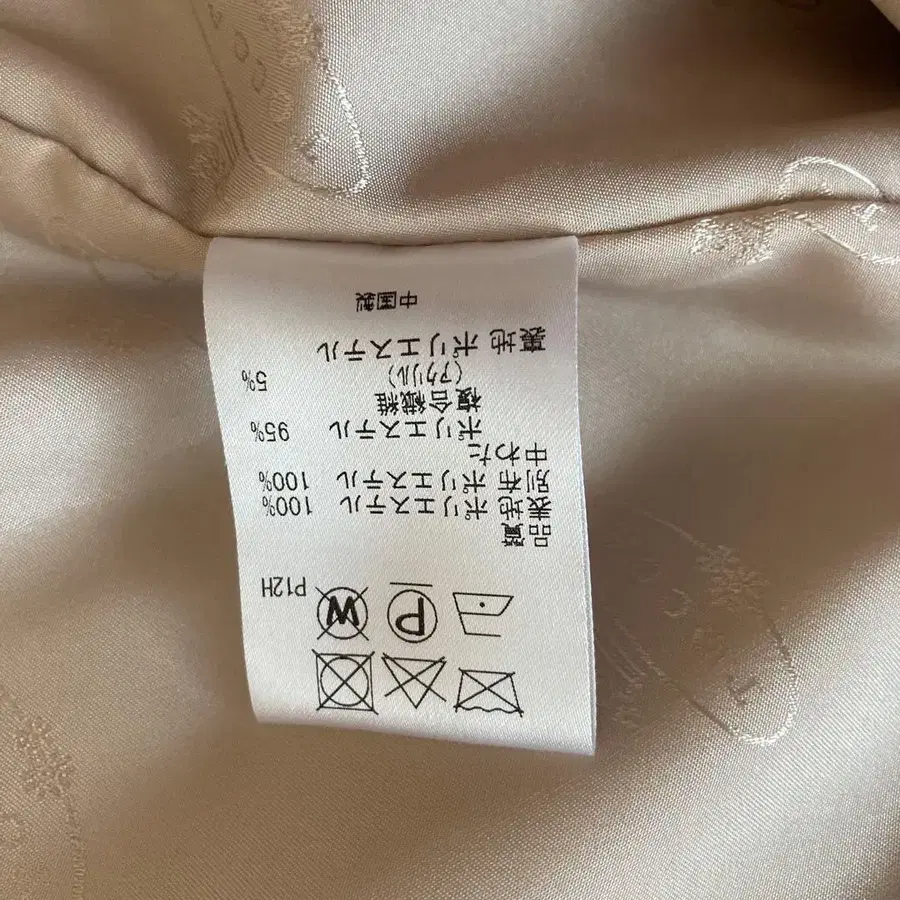 P W P12H
品質
表地 ポリエステル 100%
別布 ポリエステル 100%
中わた
ポリエステル 95%
複合繊維
(アクリル) 5%
裏地 ポリエステル
中国製